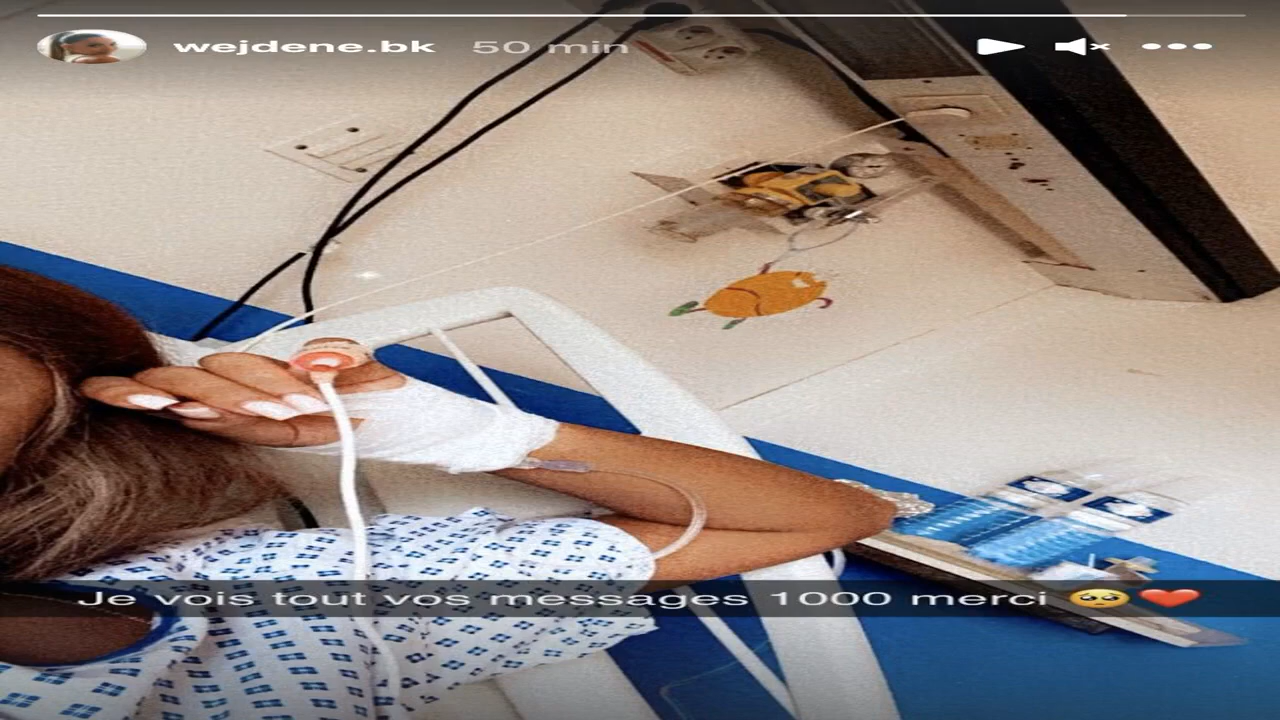 wejdene.bk 50 min
Je vois tout vos messages 1000 merci 🥺❤️